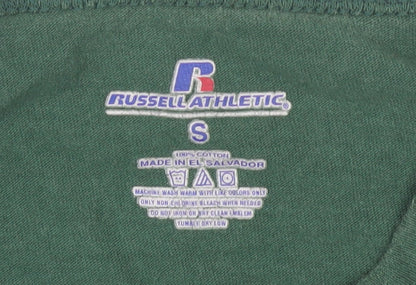 R
RUSSELL ATHLETIC®
S
100% COTTON
MADE IN EL SALVADOR
MACHINE WASH WARM WITH LIKE COLORS ONLY
ONLY NON-CHLORINE BLEACH WHEN NEEDED
DO NOT IRON OR DRY CLEAN EMBLEM
TUMBLE DRY LOW